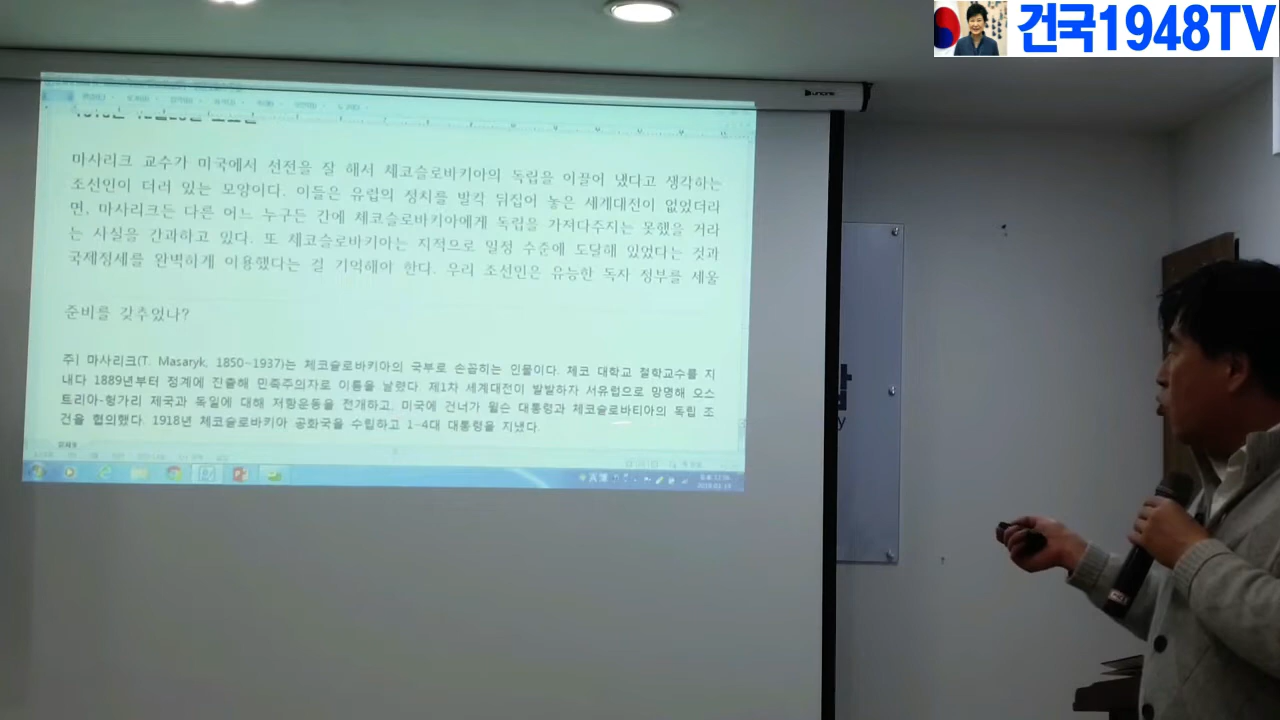 건국1948TV
마사리크 교수가 미국에서 선전을 잘 해서 체코슬로바키아의 독립을 이끌어 냈다고 생각하는
조선인이 더러 있는 모양이다. 이들은 유럽의 정치를 발칵 뒤집어 놓은 세계대전이 없었더라
면, 마사리크든 다른 어느 누구든 간에 체코슬로바키아에게 독립을 가져다주지는 못했을 거라
는 사실을 간과하고 있다. 또 체코슬로바키아는 지적으로 일정 수준에 도달해 있었다는 것과
국제정세를 완벽하게 이용했다는 걸 기억해야 한다. 우리 조선인은 유능한 독자 정부를 세울
준비를 갖추었나?
주| 마사리크(T. Masaryk, 1850~1937)는 체코슬로바키아의 국부로 손꼽히는 인물이다. 체코 대학교 철학교수를 지
내다 1889년부터 정계에 진출해 민족주의자로 이름을 날렸다. 제1차 세계대전이 발발하자 서유럽으로 망명해 오스
트리아-헝가리 제국과 독일에 대해 저항운동을 전개하고, 미국에 건너가 윌슨 대통령과 체코슬로바티아의 독립 조
건을 협의했다. 1918년 체코슬로바키아 공화국을 수립하고 1~4대 대통령을 지냈다.